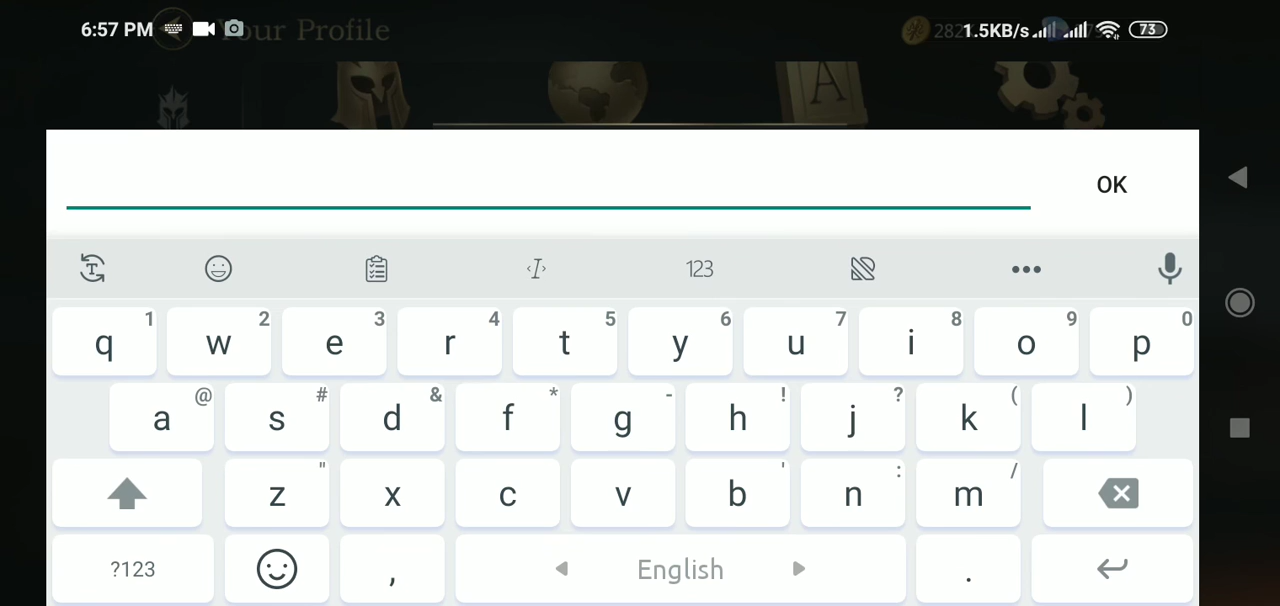 6:57 PM
Your Profile
282
1.5KB/s
73
A
OK
123
q 1 w 2 e 3 r 4 t 5 y 6 u 7 i 8 o 9 p 0
a @ s # d & f * g - h ! j ? k ( l )
z " x c v b ' n : m /
?123 , English .